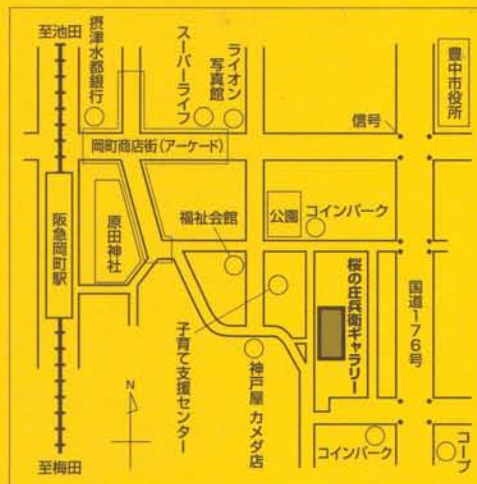 至池田
摂津水都銀行
スーパーライフ
ライオン
写真館
豊中市役所
信号
岡町商店街(アーケード)
阪急岡町駅
原田神社
福祉会館
公園
コインパーク
桜の庄兵衛ギャラリー
国道176号
子育て支援センター
神戸屋 カメダ店
N
至梅田
コインパーク
コープ